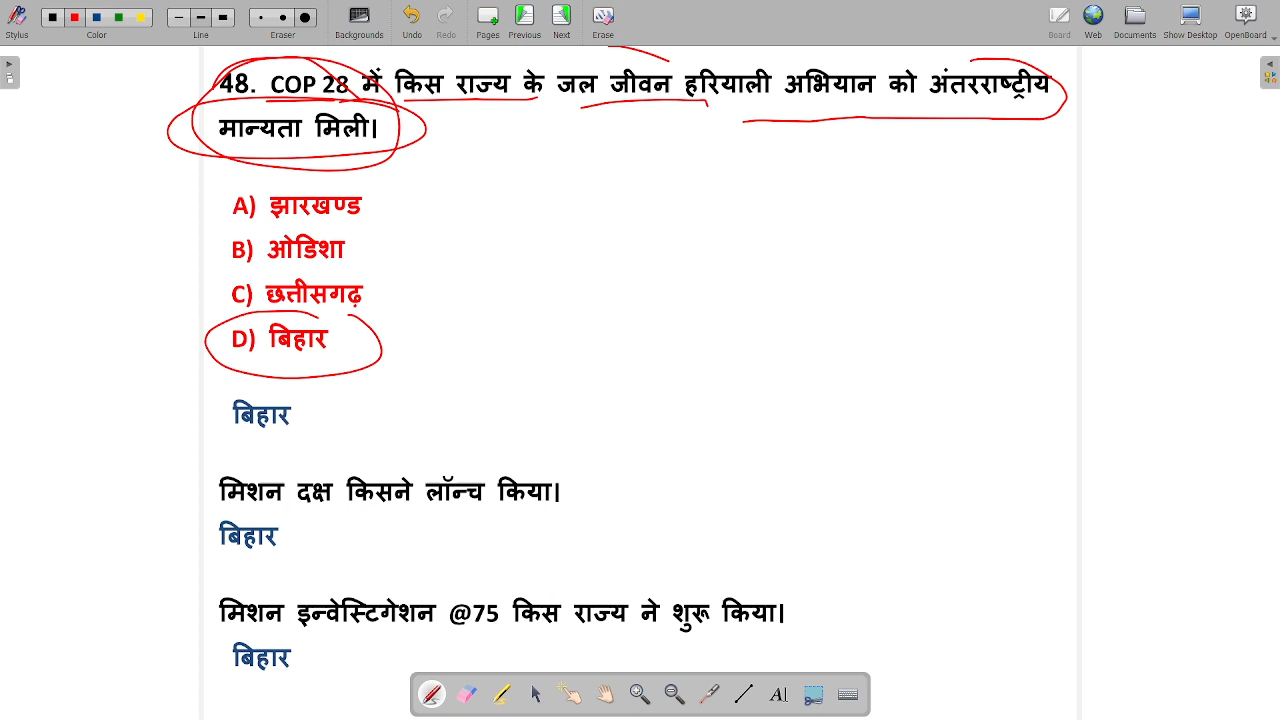 Stylus
Color
Line
Eraser
Backgrounds
Undo
Redo
Pages
Previous
Next
Erase
Board
Web
Documents
Show Desktop
OpenBoard
48. COP 28 में किस राज्य के जल जीवन हरियाली अभियान को अंतरराष्ट्रीय
मान्यता मिली।
A) झारखण्ड
B) ओडिशा
C) छत्तीसगढ़
D) बिहार
बिहार
मिशन दक्ष किसने लॉन्च किया।
बिहार
मिशन इन्वेस्टिगेशन @75 किस राज्य ने शुरू किया।
बिहार